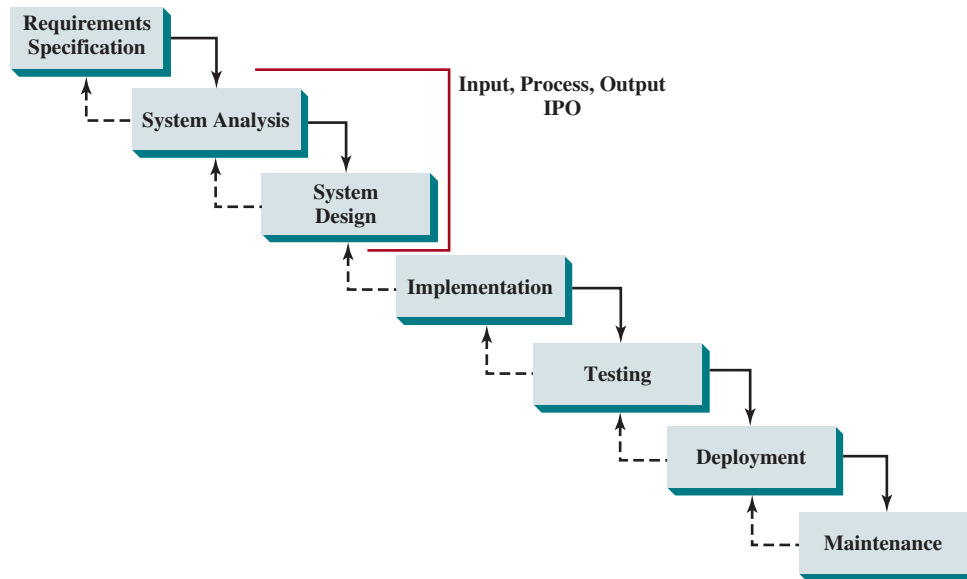 Requirements
Specification
Input, Process, Output
IPO
System Analysis
System
Design
Implementation
Testing
Deployment
Maintenance